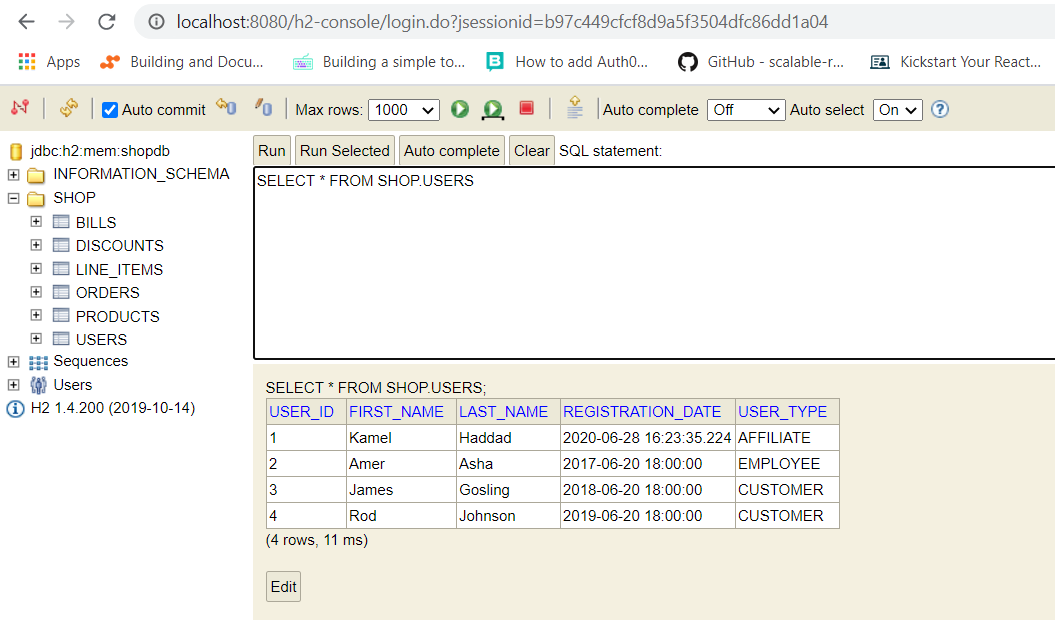 localhost:8080/h2-console/login.do?jsessionid=b97c449cfcf8d9a5f3504dfc86dd1a04
Apps Building and Docu... Building a simple to... How to add Auth0... GitHub - scalable-r... Kickstart Your React...
Auto commit Max rows: 1000 Auto complete Off Auto select On
jdbc:h2:mem:shopdb
INFORMATION_SCHEMA
SHOP
BILLS
DISCOUNTS
LINE_ITEMS
ORDERS
PRODUCTS
USERS
Sequences
Users
H2 1.4.200 (2019-10-14)
Run Run Selected Auto complete Clear SQL statement:
SELECT * FROM SHOP.USERS
SELECT * FROM SHOP.USERS;
USER_ID FIRST_NAME LAST_NAME REGISTRATION_DATE USER_TYPE
1 Kamel Haddad 2020-06-28 16:23:35.224 AFFILIATE
2 Amer Asha 2017-06-20 18:00:00 EMPLOYEE
3 James Gosling 2018-06-20 18:00:00 CUSTOMER
4 Rod Johnson 2019-06-20 18:00:00 CUSTOMER
(4 rows, 11 ms)
Edit